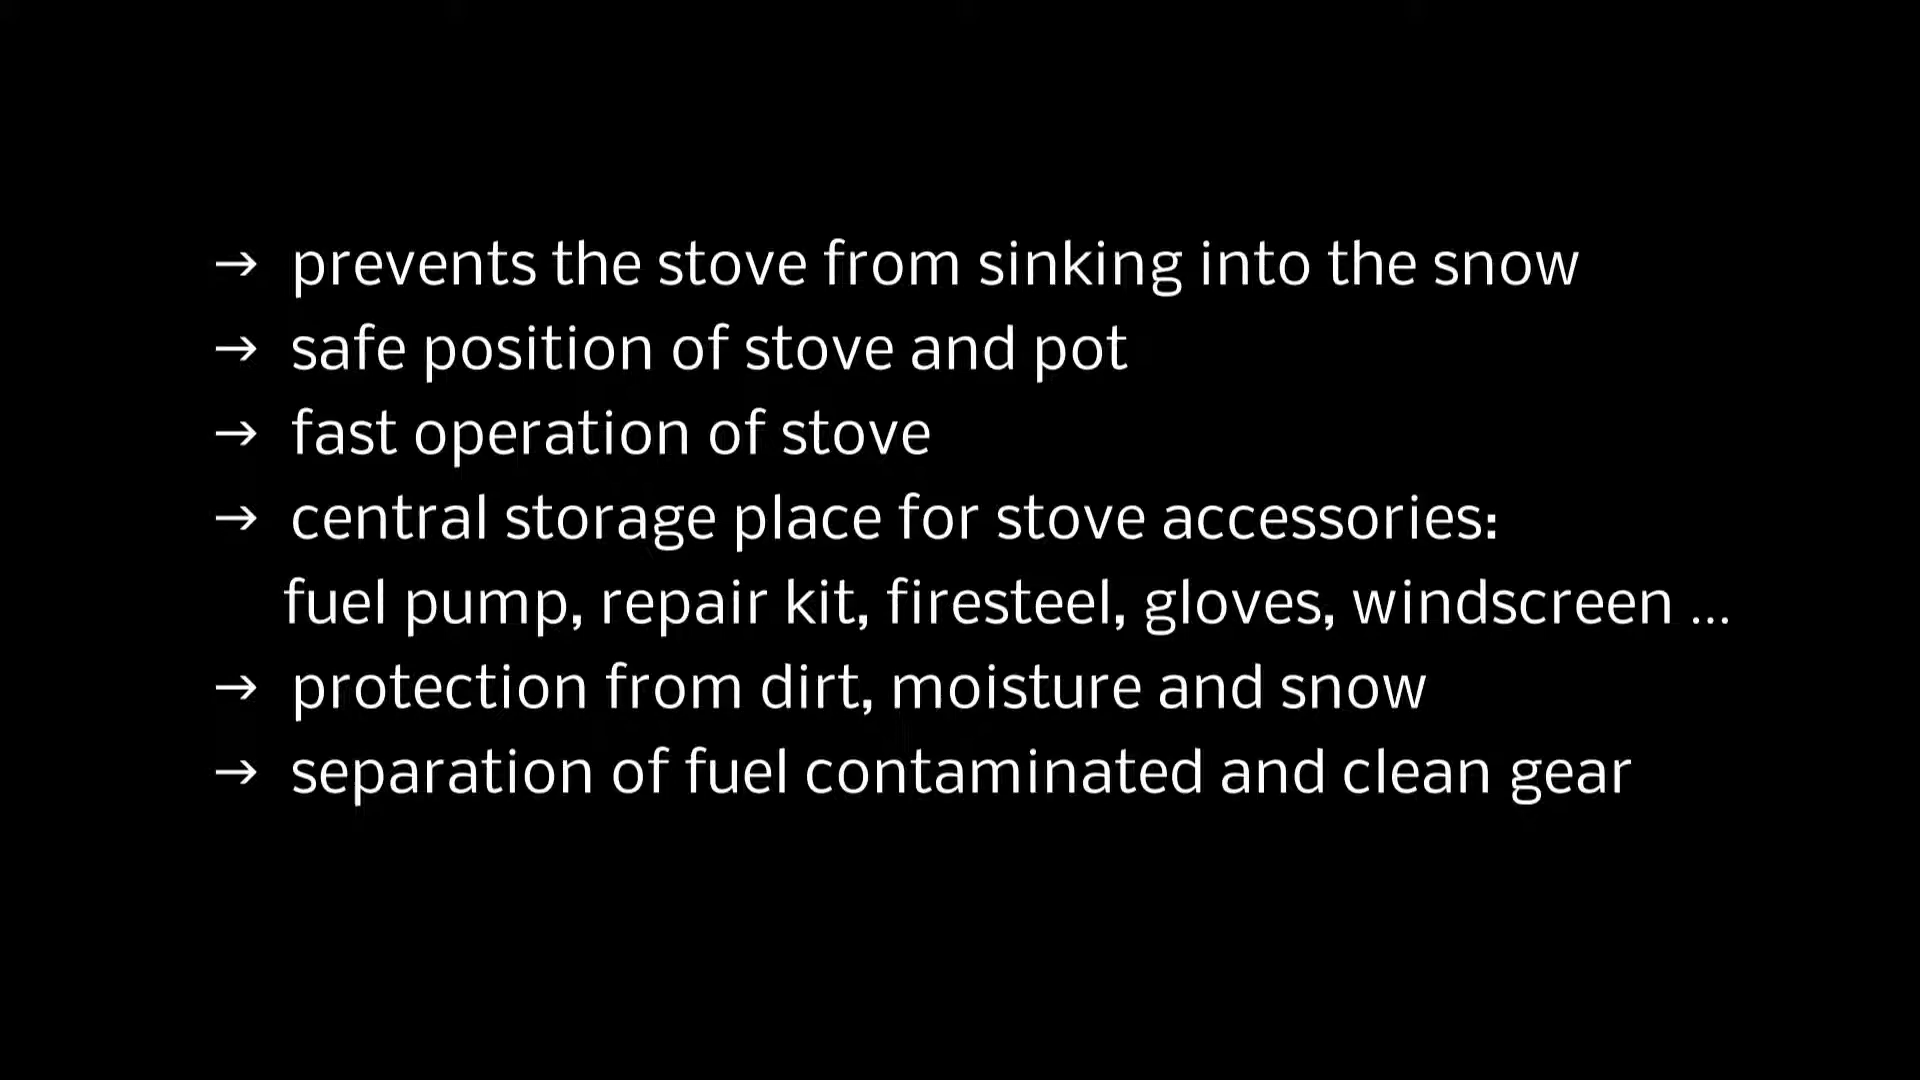 → prevents the stove from sinking into the snow
→ safe position of stove and pot
→ fast operation of stove
→ central storage place for stove accessories:
fuel pump, repair kit, firesteel, gloves, windscreen ...
→ protection from dirt, moisture and snow
→ separation of fuel contaminated and clean gear